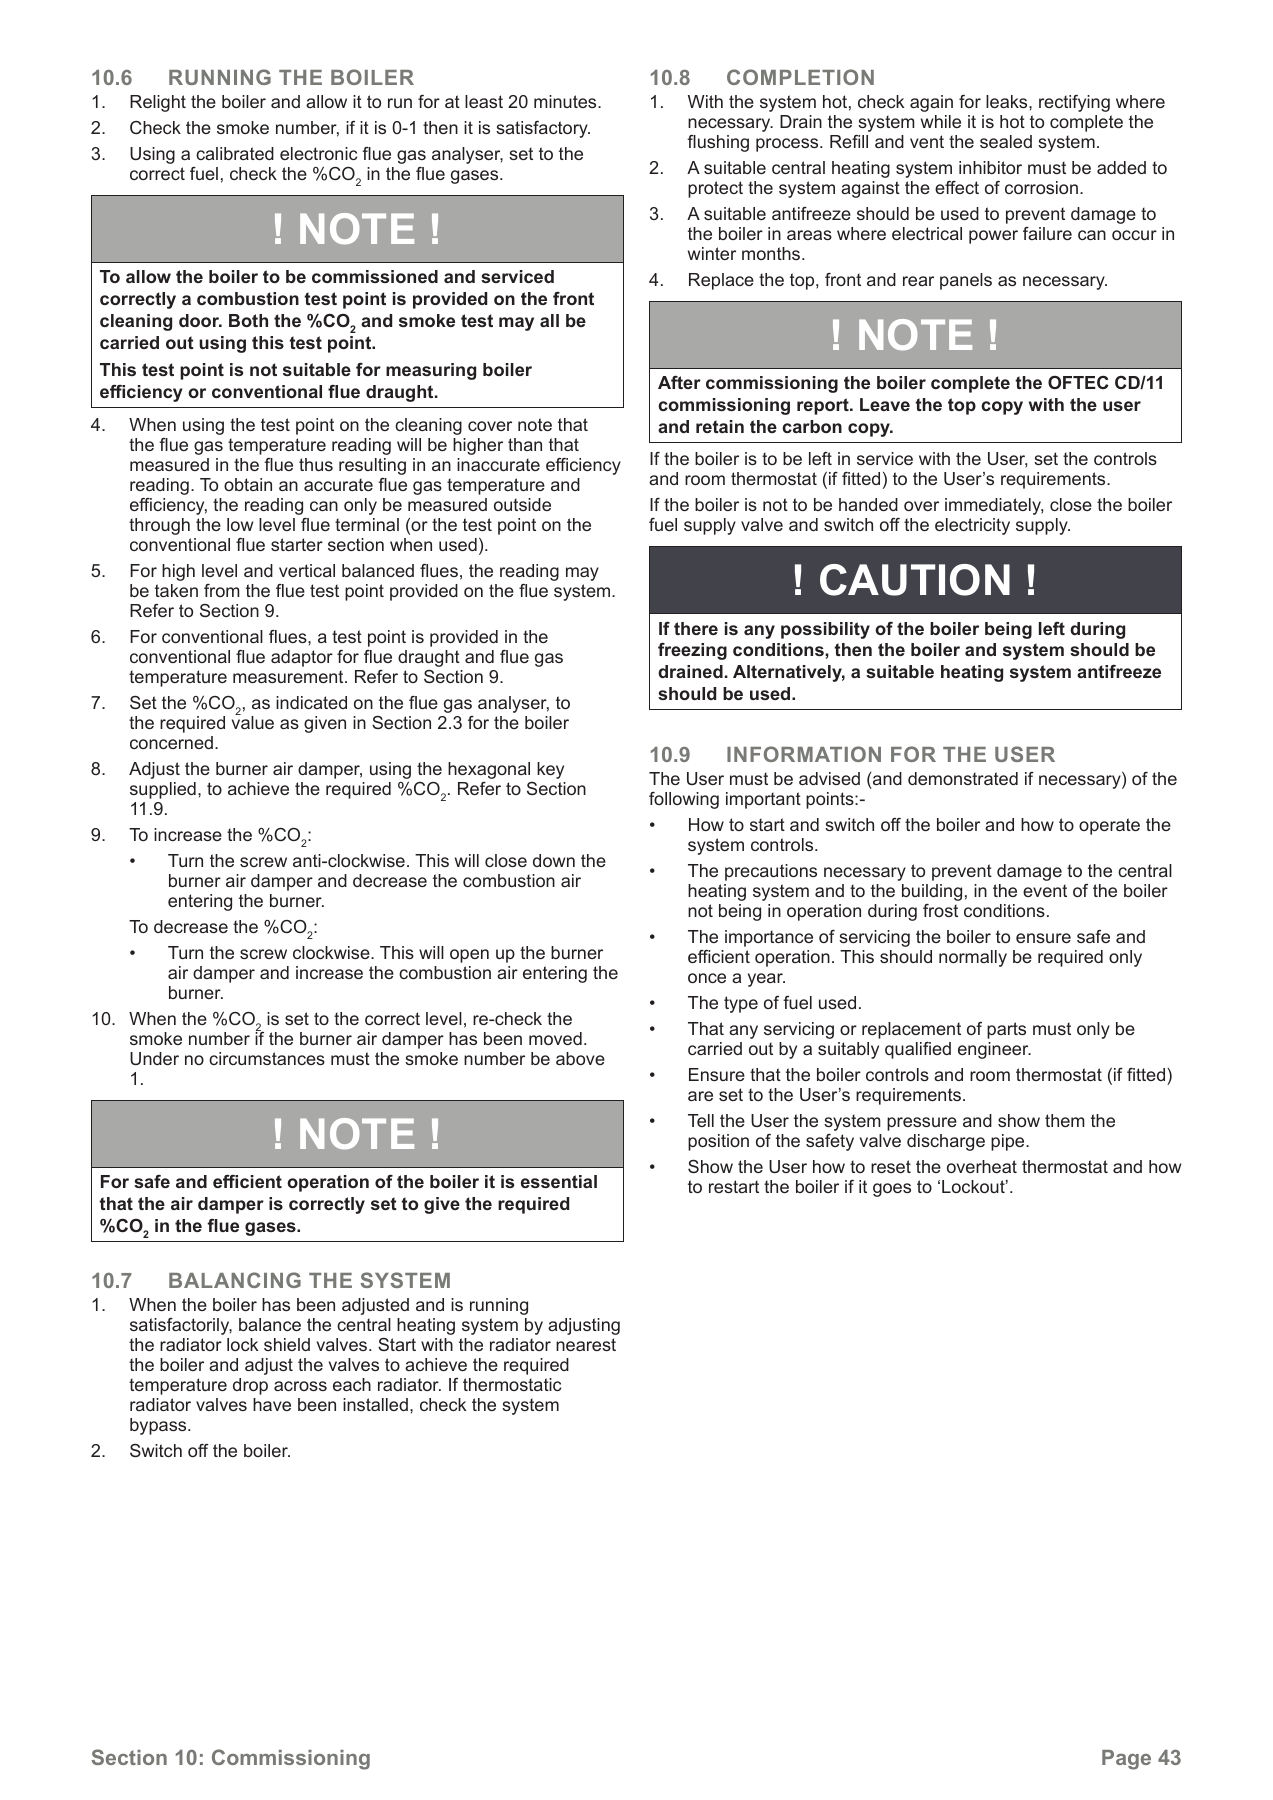 10.6 RUNNING THE BOILER
1. Relight the boiler and allow it to run for at least 20 minutes.
2. Check the smoke number, if it is 0-1 then it is satisfactory.
3. Using a calibrated electronic flue gas analyser, set to the
correct fuel, check the %CO2 in the flue gases.
! NOTE !
To allow the boiler to be commissioned and serviced
correctly a combustion test point is provided on the front
cleaning door. Both the %CO2 and smoke test may all be
carried out using this test point.
This test point is not suitable for measuring boiler
efficiency or conventional flue draught.
4. When using the test point on the cleaning cover note that
the flue gas temperature reading will be higher than that
measured in the flue thus resulting in an inaccurate efficiency
reading. To obtain an accurate flue gas temperature and
efficiency, the reading can only be measured outside
through the low level flue terminal (or the test point on the
conventional flue starter section when used).
5. For high level and vertical balanced flues, the reading may
be taken from the flue test point provided on the flue system.
Refer to Section 9.
6. For conventional flues, a test point is provided in the
conventional flue adaptor for flue draught and flue gas
temperature measurement. Refer to Section 9.
7. Set the %CO2, as indicated on the flue gas analyser, to
the required value as given in Section 2.3 for the boiler
concerned.
8. Adjust the burner air damper, using the hexagonal key
supplied, to achieve the required %CO2. Refer to Section
11.9.
9. To increase the %CO2:
• Turn the screw anti-clockwise. This will close down the
burner air damper and decrease the combustion air
entering the burner.
To decrease the %CO2:
• Turn the screw clockwise. This will open up the burner
air damper and increase the combustion air entering the
burner.
10. When the %CO2 is set to the correct level, re-check the
smoke number if the burner air damper has been moved.
Under no circumstances must the smoke number be above
1.
! NOTE !
For safe and efficient operation of the boiler it is essential
that the air damper is correctly set to give the required
%CO2 in the flue gases.
10.7 BALANCING THE SYSTEM
1. When the boiler has been adjusted and is running
satisfactorily, balance the central heating system by adjusting
the radiator lock shield valves. Start with the radiator nearest
the boiler and adjust the valves to achieve the required
temperature drop across each radiator. If thermostatic
radiator valves have been installed, check the system
bypass.
2. Switch off the boiler.
10.8 COMPLETION
1. With the system hot, check again for leaks, rectifying where
necessary. Drain the system while it is hot to complete the
flushing process. Refill and vent the sealed system.
2. A suitable central heating system inhibitor must be added to
protect the system against the effect of corrosion.
3. A suitable antifreeze should be used to prevent damage to
the boiler in areas where electrical power failure can occur in
winter months.
4. Replace the top, front and rear panels as necessary.
! NOTE !
After commissioning the boiler complete the OFTEC CD/11
commissioning report. Leave the top copy with the user
and retain the carbon copy.
If the boiler is to be left in service with the User, set the controls
and room thermostat (if fitted) to the User’s requirements.
If the boiler is not to be handed over immediately, close the boiler
fuel supply valve and switch off the electricity supply.
! CAUTION !
If there is any possibility of the boiler being left during
freezing conditions, then the boiler and system should be
drained. Alternatively, a suitable heating system antifreeze
should be used.
10.9 INFORMATION FOR THE USER
The User must be advised (and demonstrated if necessary) of the
following important points:-
• How to start and switch off the boiler and how to operate the
system controls.
• The precautions necessary to prevent damage to the central
heating system and to the building, in the event of the boiler
not being in operation during frost conditions.
• The importance of servicing the boiler to ensure safe and
efficient operation. This should normally be required only
once a year.
• The type of fuel used.
• That any servicing or replacement of parts must only be
carried out by a suitably qualified engineer.
• Ensure that the boiler controls and room thermostat (if fitted)
are set to the User’s requirements.
• Tell the User the system pressure and show them the
position of the safety valve discharge pipe.
• Show the User how to reset the overheat thermostat and how
to restart the boiler if it goes to ‘Lockout’.
Section 10: Commissioning
Page 43